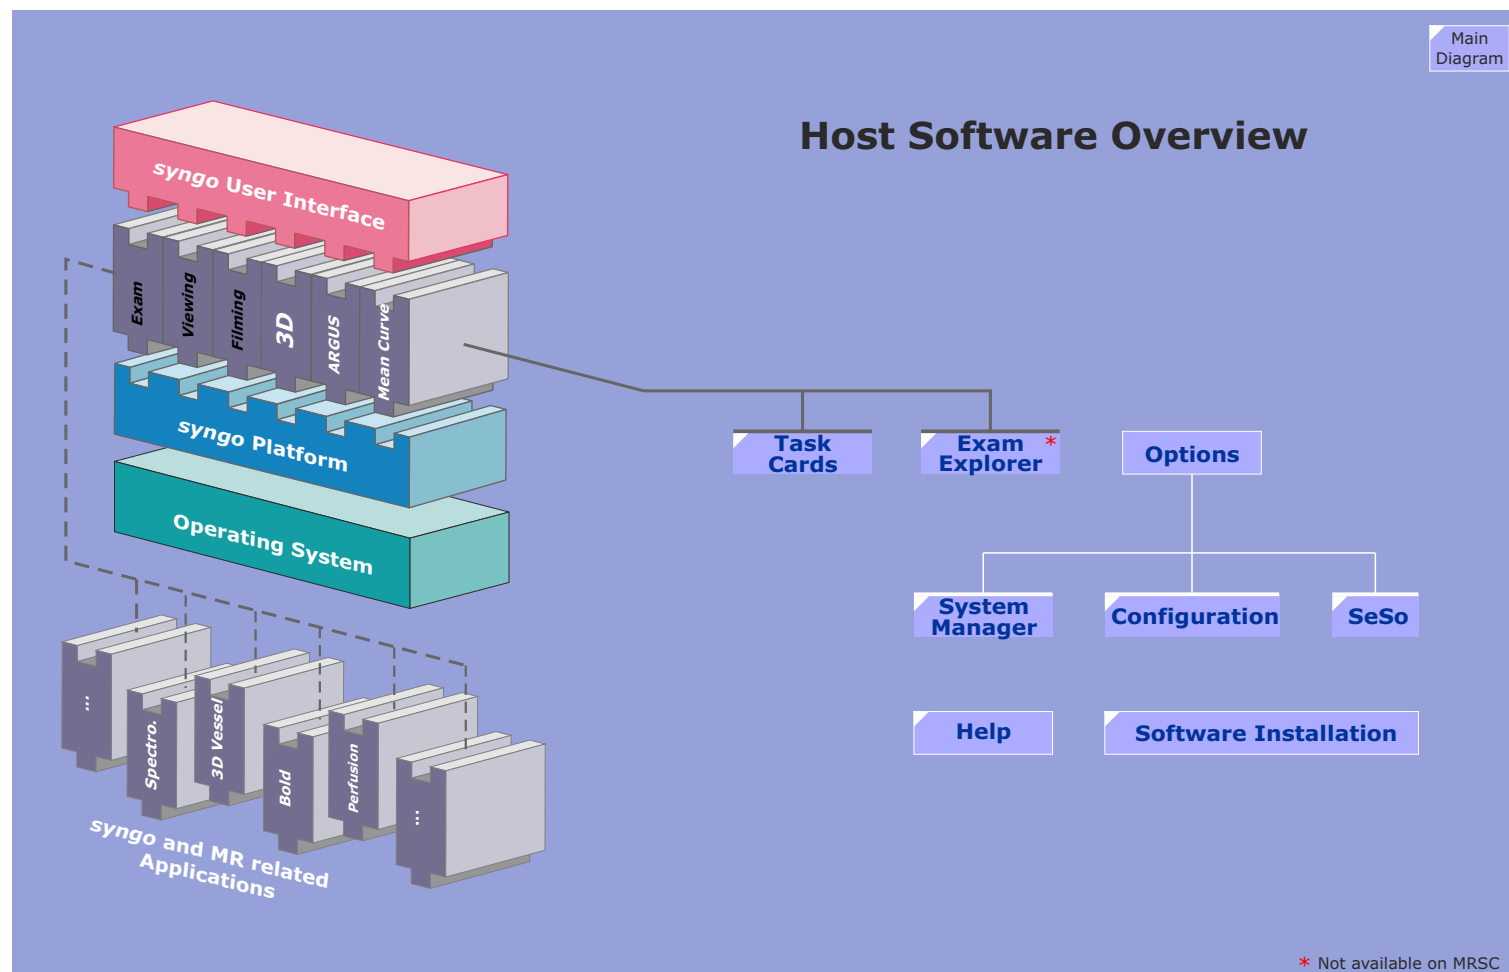 Main
Diagram
Host Software Overview
syngo User Interface
Exam
Viewing
Filming
3D
ARGUS
Mean Curve
syngo Platform
Operating System
Task
Cards
Exam *
Explorer
Options
System
Manager
Configuration
SeSo
Help
Software Installation
...
Spectro.
3D Vessel
Bold
Perfusion
...
syngo and MR related
Applications
* Not available on MRSC